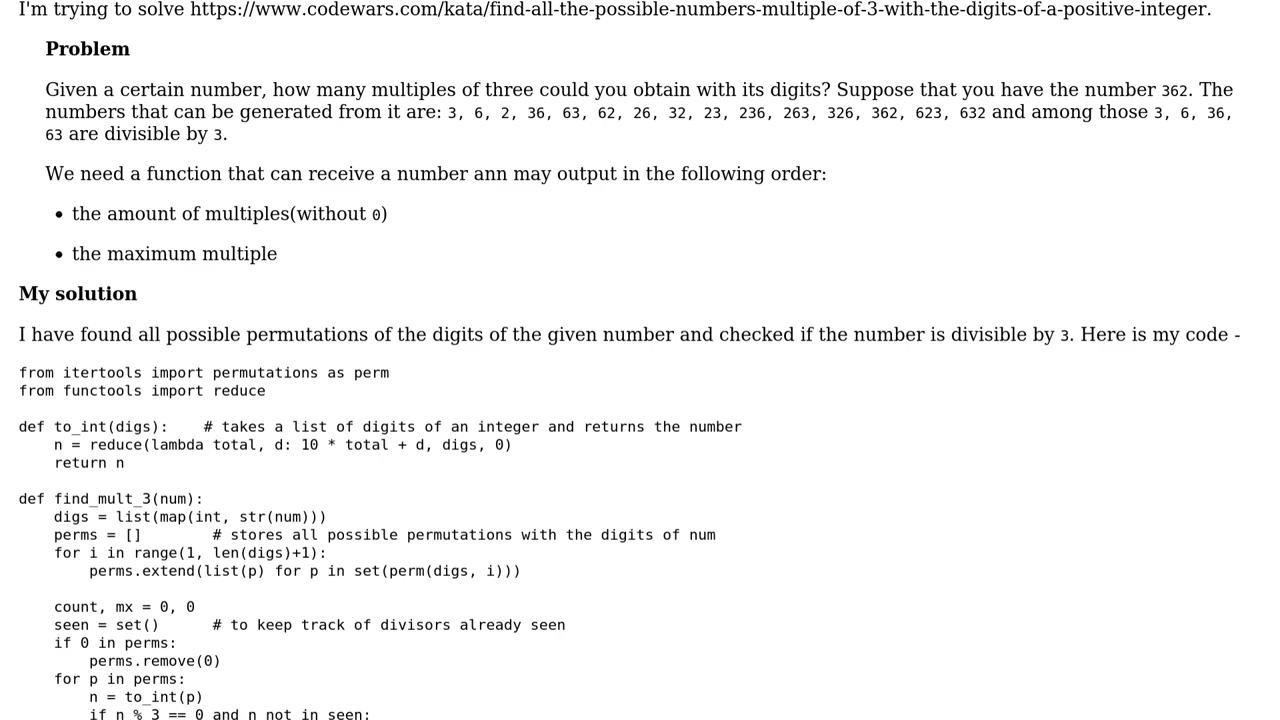 I'm trying to solve https://www.codewars.com/kata/find-all-the-possible-numbers-multiple-of-3-with-the-digits-of-a-positive-integer.
Problem
Given a certain number, how many multiples of three could you obtain with its digits? Suppose that you have the number 362. The
numbers that can be generated from it are: 3, 6, 2, 36, 63, 62, 26, 32, 23, 236, 263, 326, 362, 623, 632 and among those 3, 6, 36,
63 are divisible by 3.
We need a function that can receive a number ann may output in the following order:
• the amount of multiples(without 0)
• the maximum multiple
My solution
I have found all possible permutations of the digits of the given number and checked if the number is divisible by 3. Here is my code -
from itertools import permutations as perm
from functools import reduce
def to_int(digs):    # takes a list of digits of an integer and returns the number
    n = reduce(lambda total, d: 10 * total + d, digs, 0)
    return n
def find_mult_3(num):
    digs = list(map(int, str(num)))
    perms = []        # stores all possible permutations with the digits of num
    for i in range(1, len(digs)+1):
        perms.extend(list(p) for p in set(perm(digs, i)))
    count, mx = 0, 0
    seen = set()      # to keep track of divisors already seen
    if 0 in perms:
        perms.remove(0)
    for p in perms:
        n = to_int(p)
        if n % 3 == 0 and n not in seen: